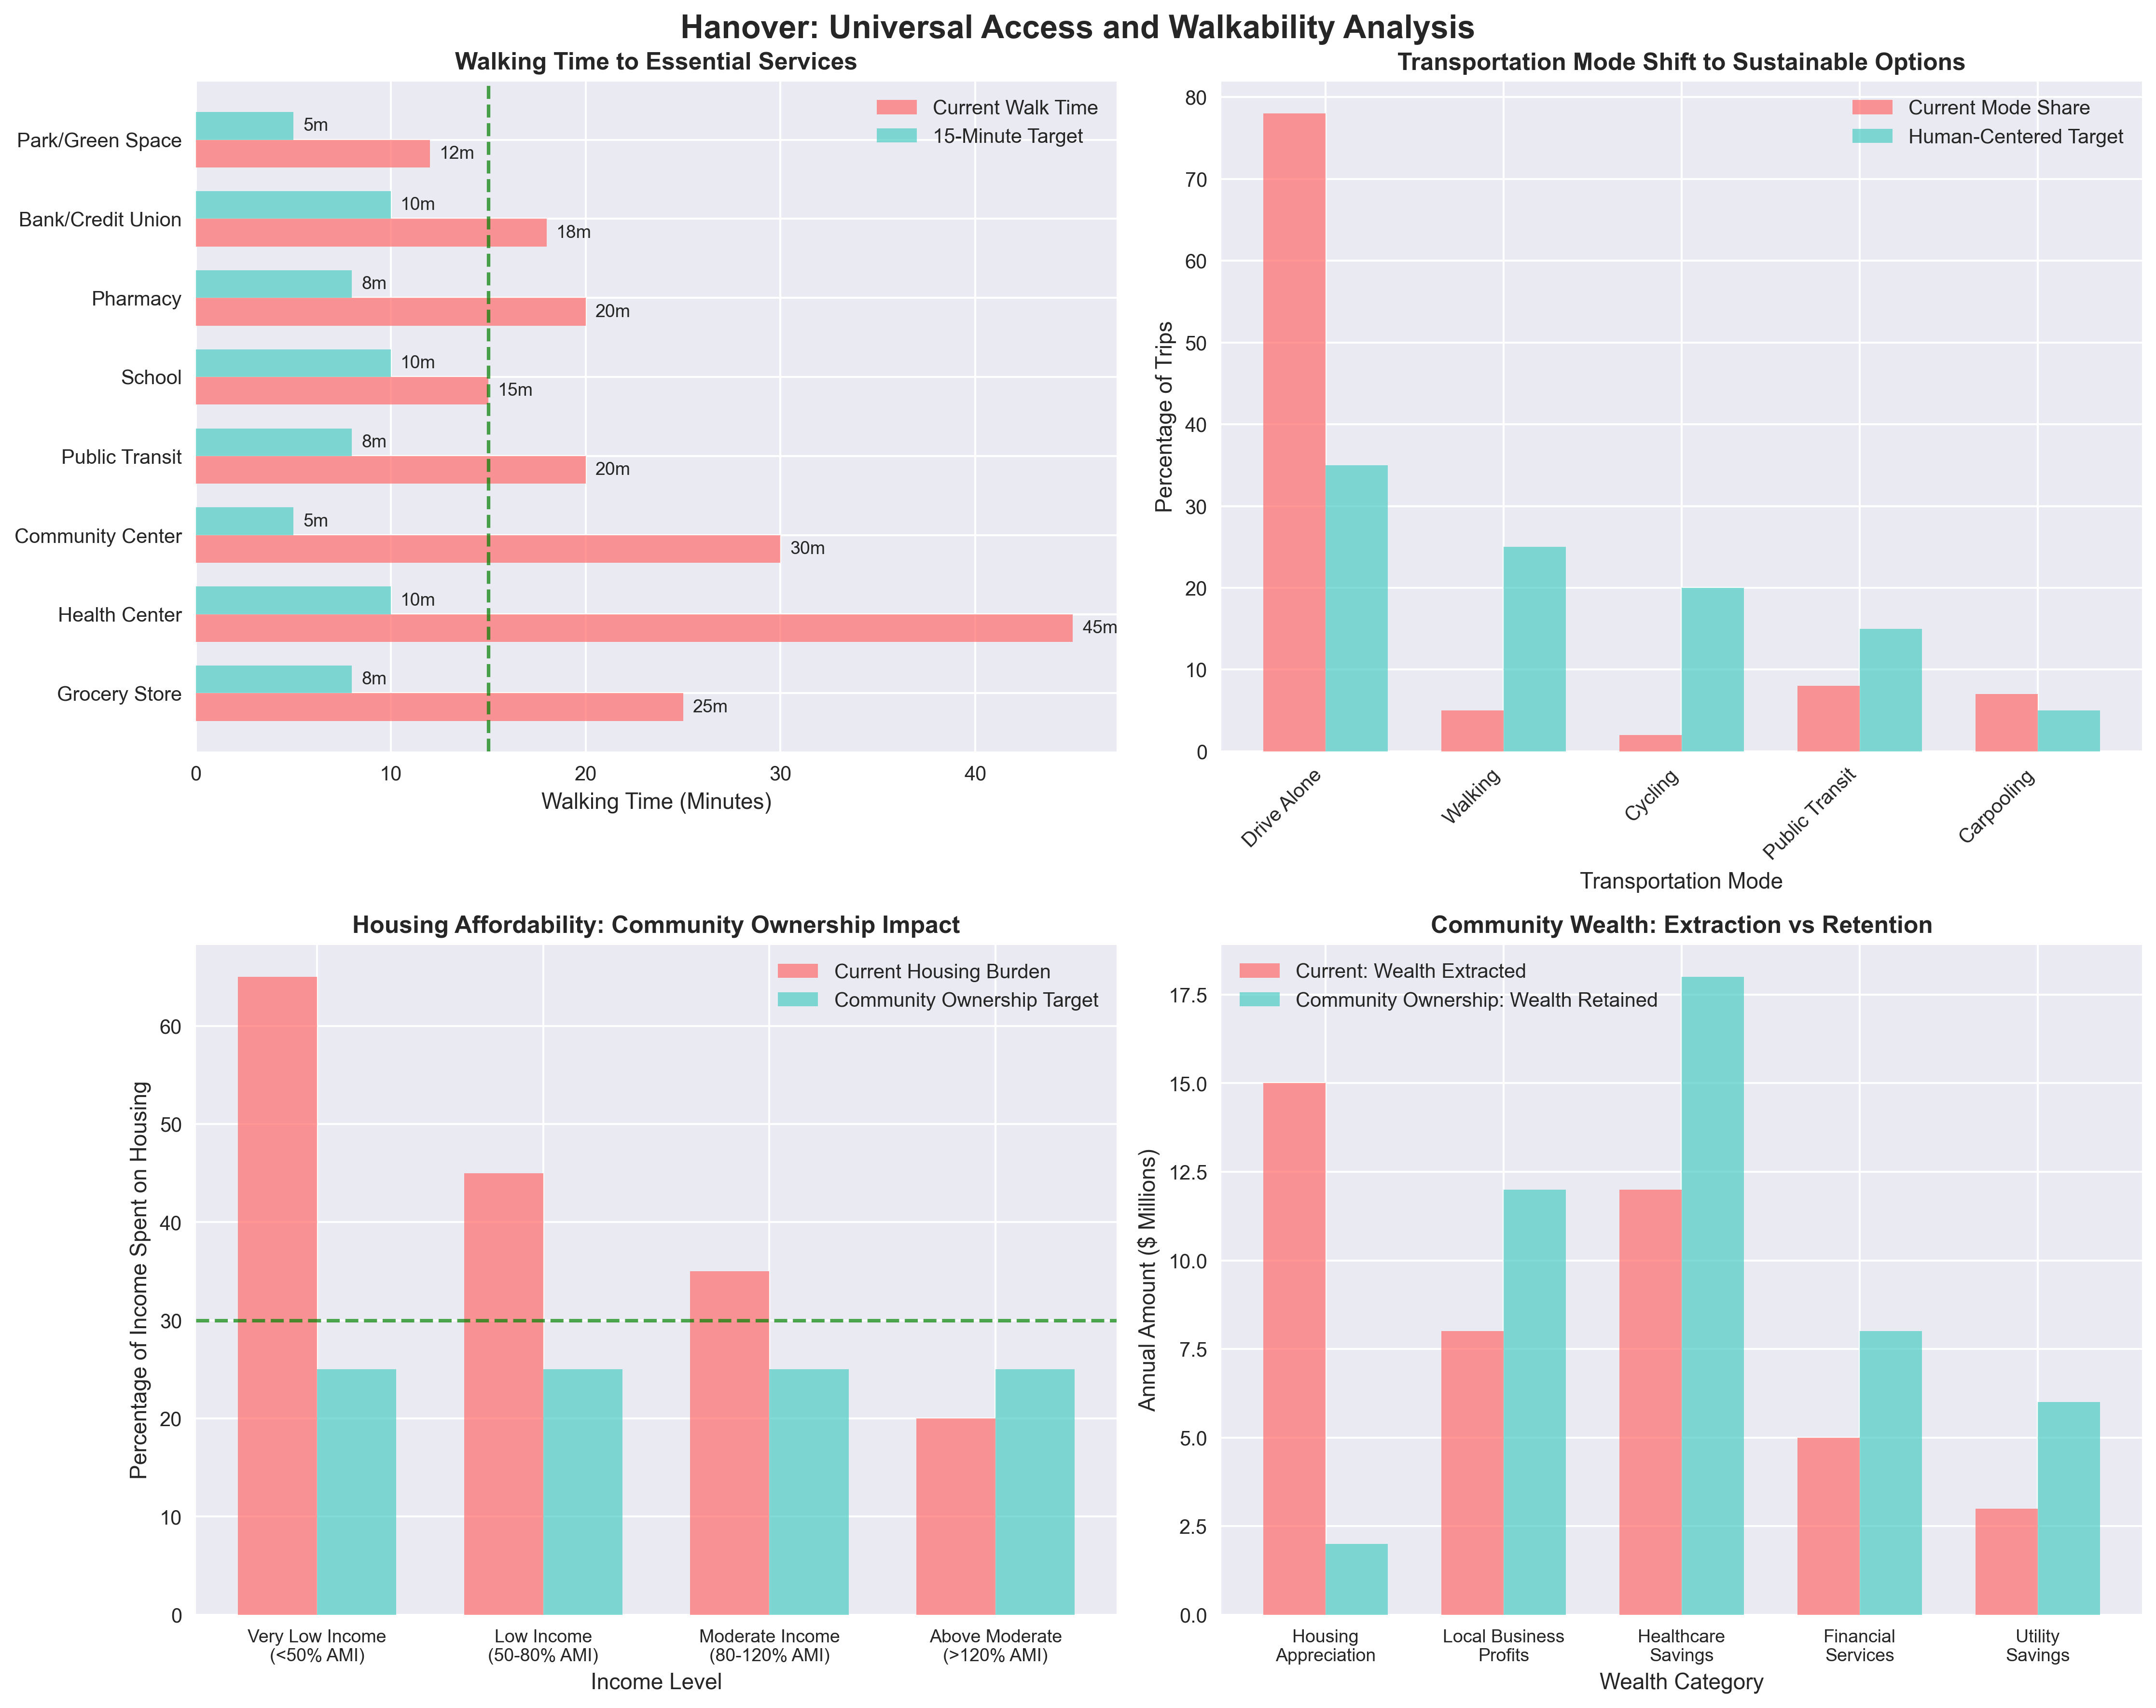 Hanover: Universal Access and Walkability Analysis
Walking Time to Essential Services
Current Walk Time
15-Minute Target
Park/Green Space
5m
12m
Bank/Credit Union
10m
18m
Pharmacy
8m
20m
School
10m
15m
Public Transit
8m
20m
Community Center
5m
30m
Health Center
10m
45m
Grocery Store
8m
25m
0 10 20 30 40
Walking Time (Minutes)
Transportation Mode Shift to Sustainable Options
Current Mode Share
Human-Centered Target
Percentage of Trips
80
70
60
50
40
30
20
10
0
Drive Alone
Walking
Cycling
Public Transit
Carpooling
Transportation Mode
Housing Affordability: Community Ownership Impact
Current Housing Burden
Community Ownership Target
Percentage of Income Spent on Housing
60
50
40
30
20
10
0
Very Low Income
(<50% AMI)
Low Income
(50-80% AMI)
Moderate Income
(80-120% AMI)
Above Moderate
(>120% AMI)
Income Level
Community Wealth: Extraction vs Retention
Current: Wealth Extracted
Community Ownership: Wealth Retained
Annual Amount ($ Millions)
17.5
15.0
12.5
10.0
7.5
5.0
2.5
0.0
Housing
Appreciation
Local Business
Profits
Healthcare
Savings
Financial
Services
Utility
Savings
Wealth Category